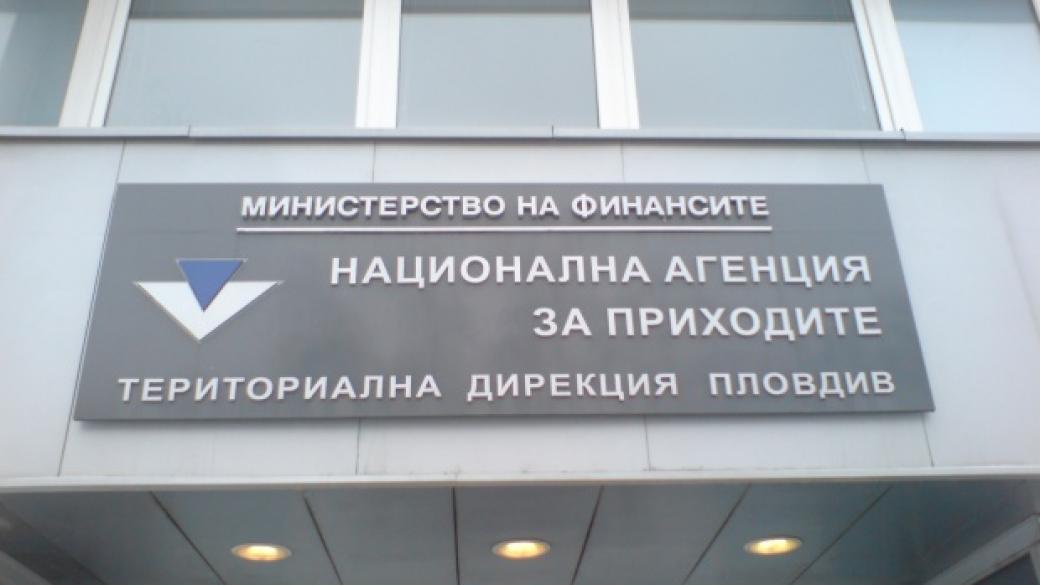 МИНИСТЕРСТВО НА ФИНАНСИТЕ
НАЦИОНАЛНА АГЕНЦИЯ
ЗА ПРИХОДИТЕ
ТЕРИТОРИАЛНА ДИРЕКЦИЯ ПЛОВДИВ